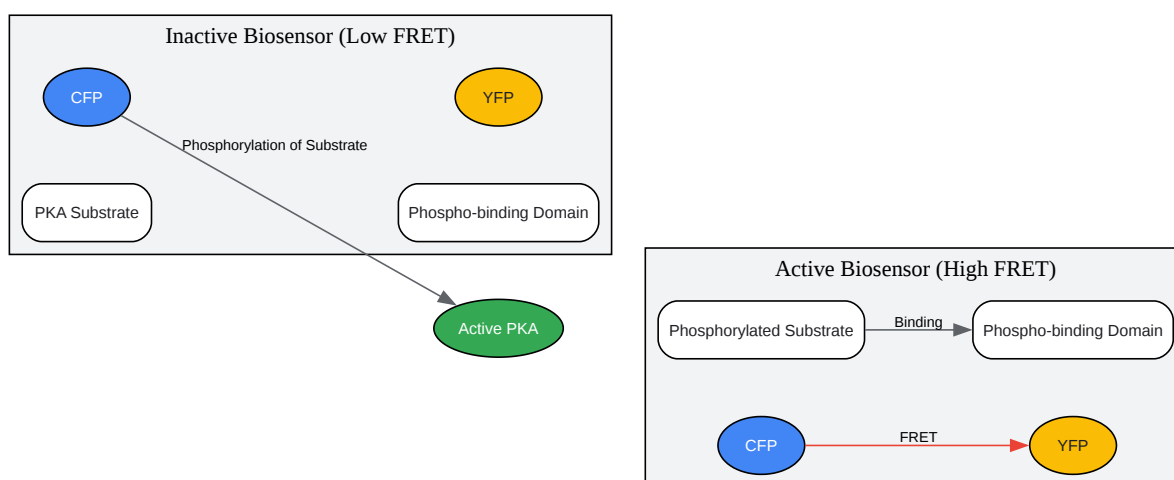 Inactive Biosensor (Low FRET)
CFP
YFP
Phosphorylation of Substrate
PKA Substrate
Phospho-binding Domain
Active PKA
Active Biosensor (High FRET)
Phosphorylated Substrate
Binding
Phospho-binding Domain
CFP
FRET
YFP